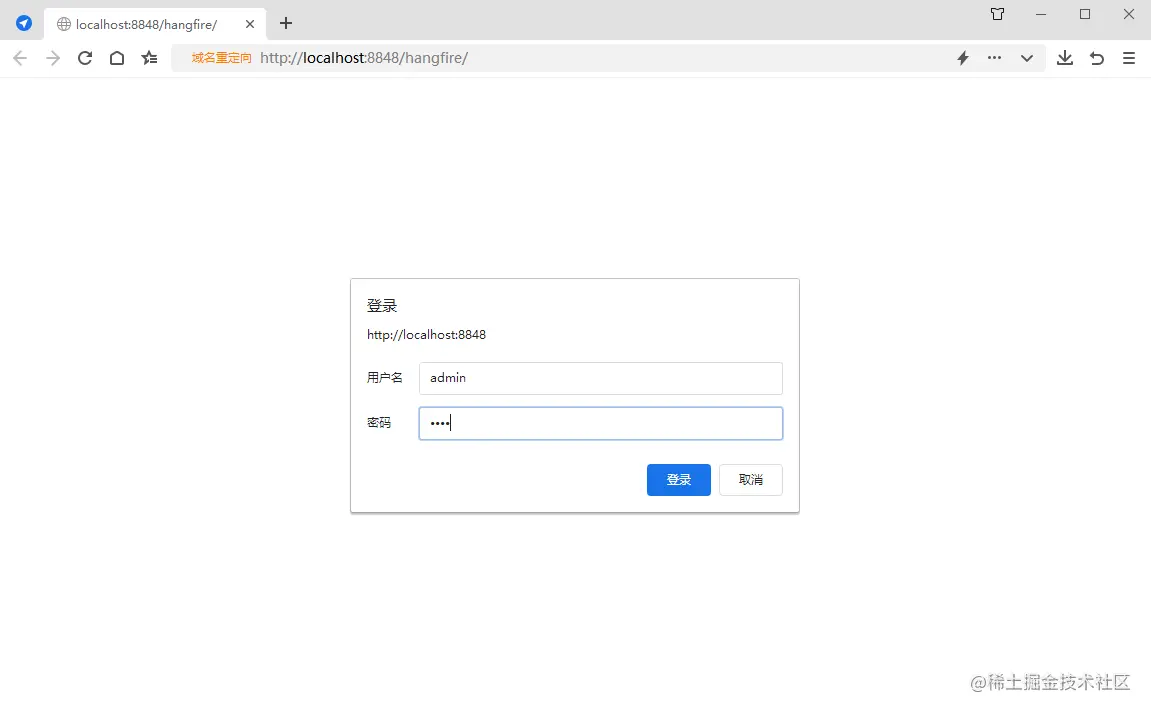 localhost:8848/hangfire/
域名重定向 http://localhost:8848/hangfire/
登录
http://localhost:8848
用户名 admin
密码 ••••
登录 取消
@稀土掘金技术社区